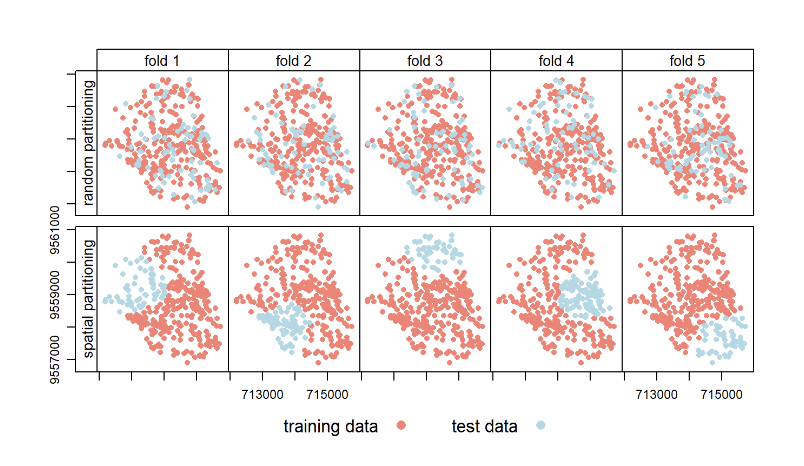 fold 1 fold 2 fold 3 fold 4 fold 5
random partitioning
spatial partitioning
9561000
9559000
9557000
713000 715000 713000 715000
training data test data